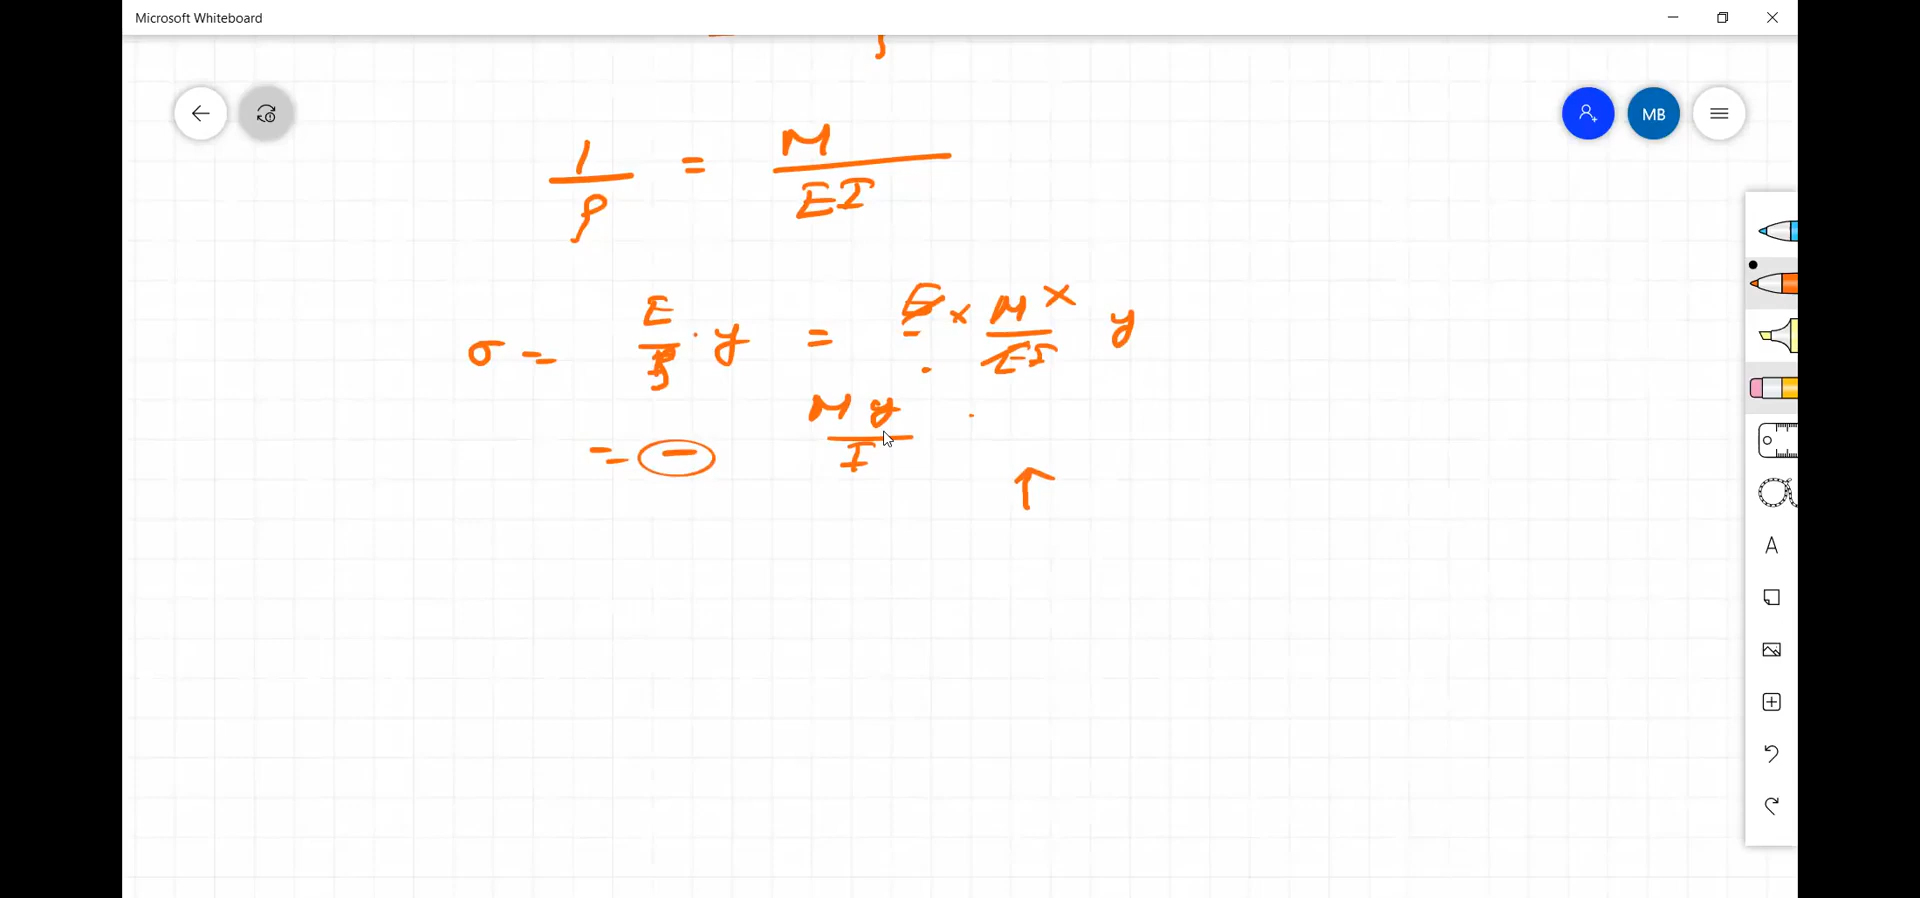 Microsoft Whiteboard
MB
1/ρ = M/EI
σ = E/ρ · y = E × M/EI × y
= − My/I
↑
A